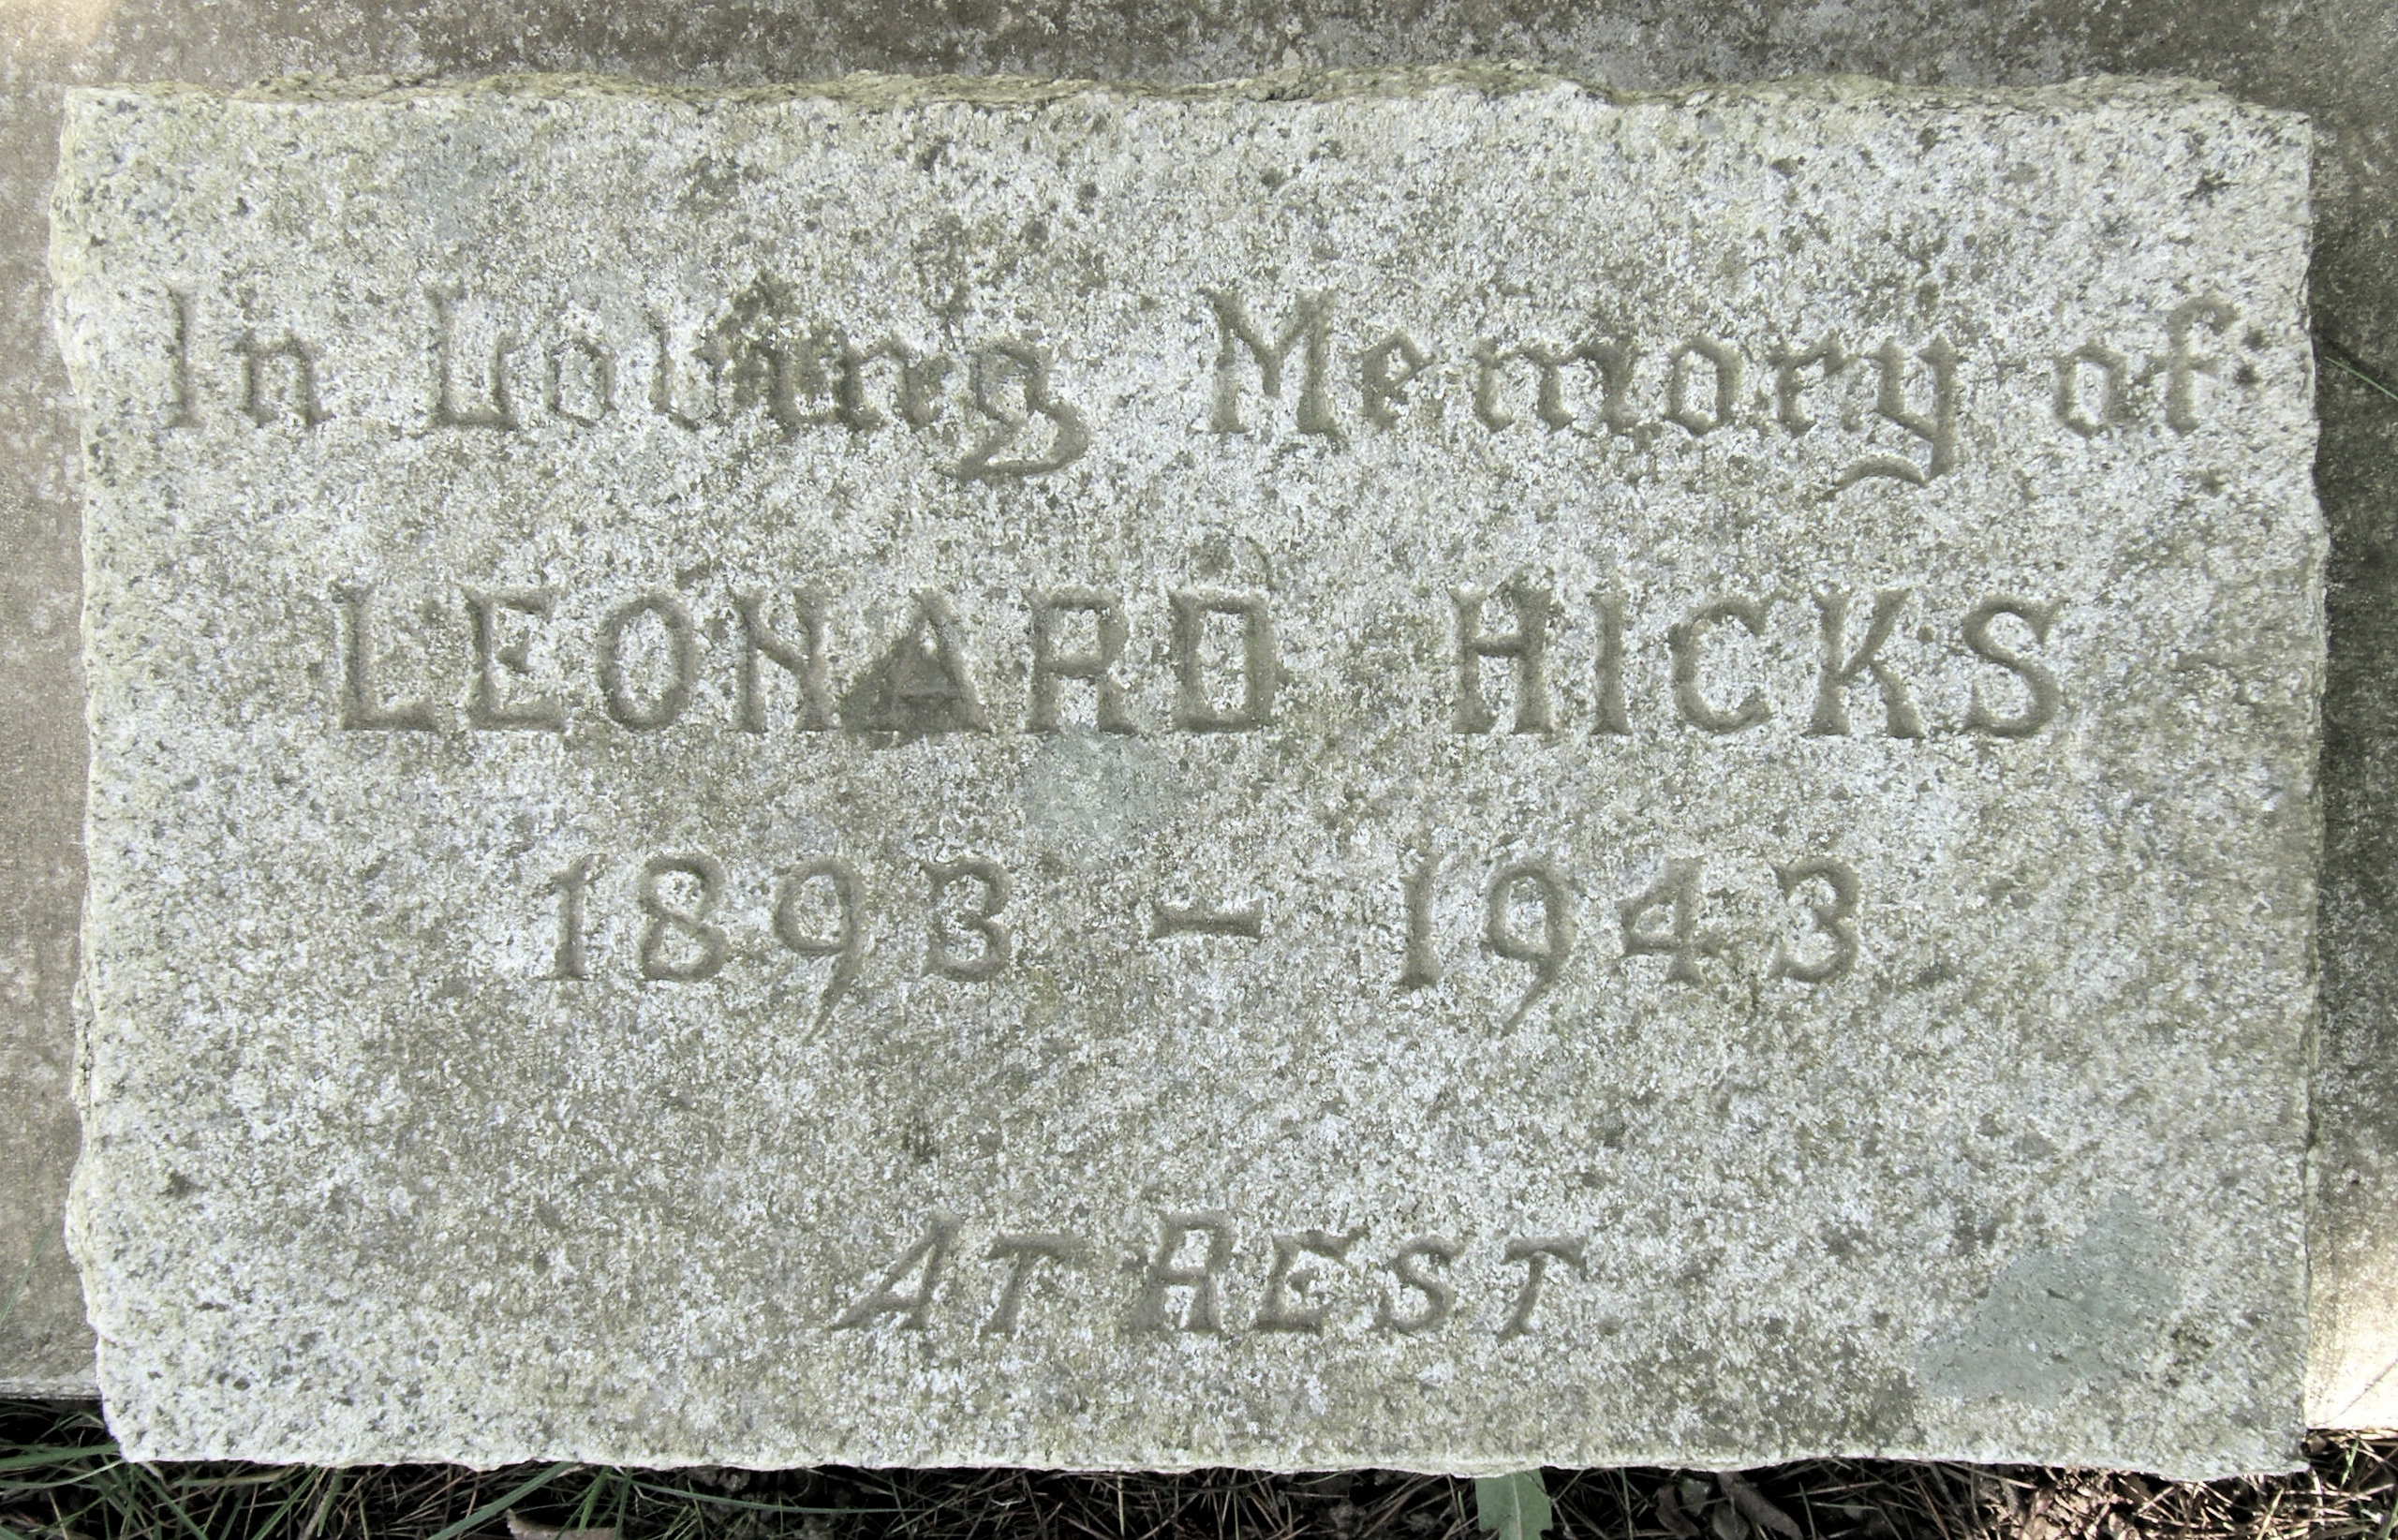 In Loving Memory of:
LEONARD HICKS
1893 - 1943
AT REST.